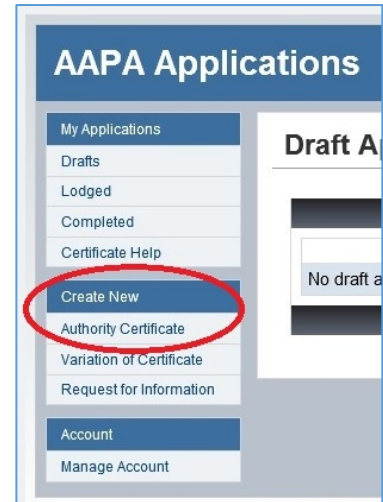 AAPA Applications
My Applications
Drafts
Lodged
Completed
Certificate Help
Create New
Authority Certificate
Variation of Certificate
Request for Information
Account
Manage Account
Draft
No draft